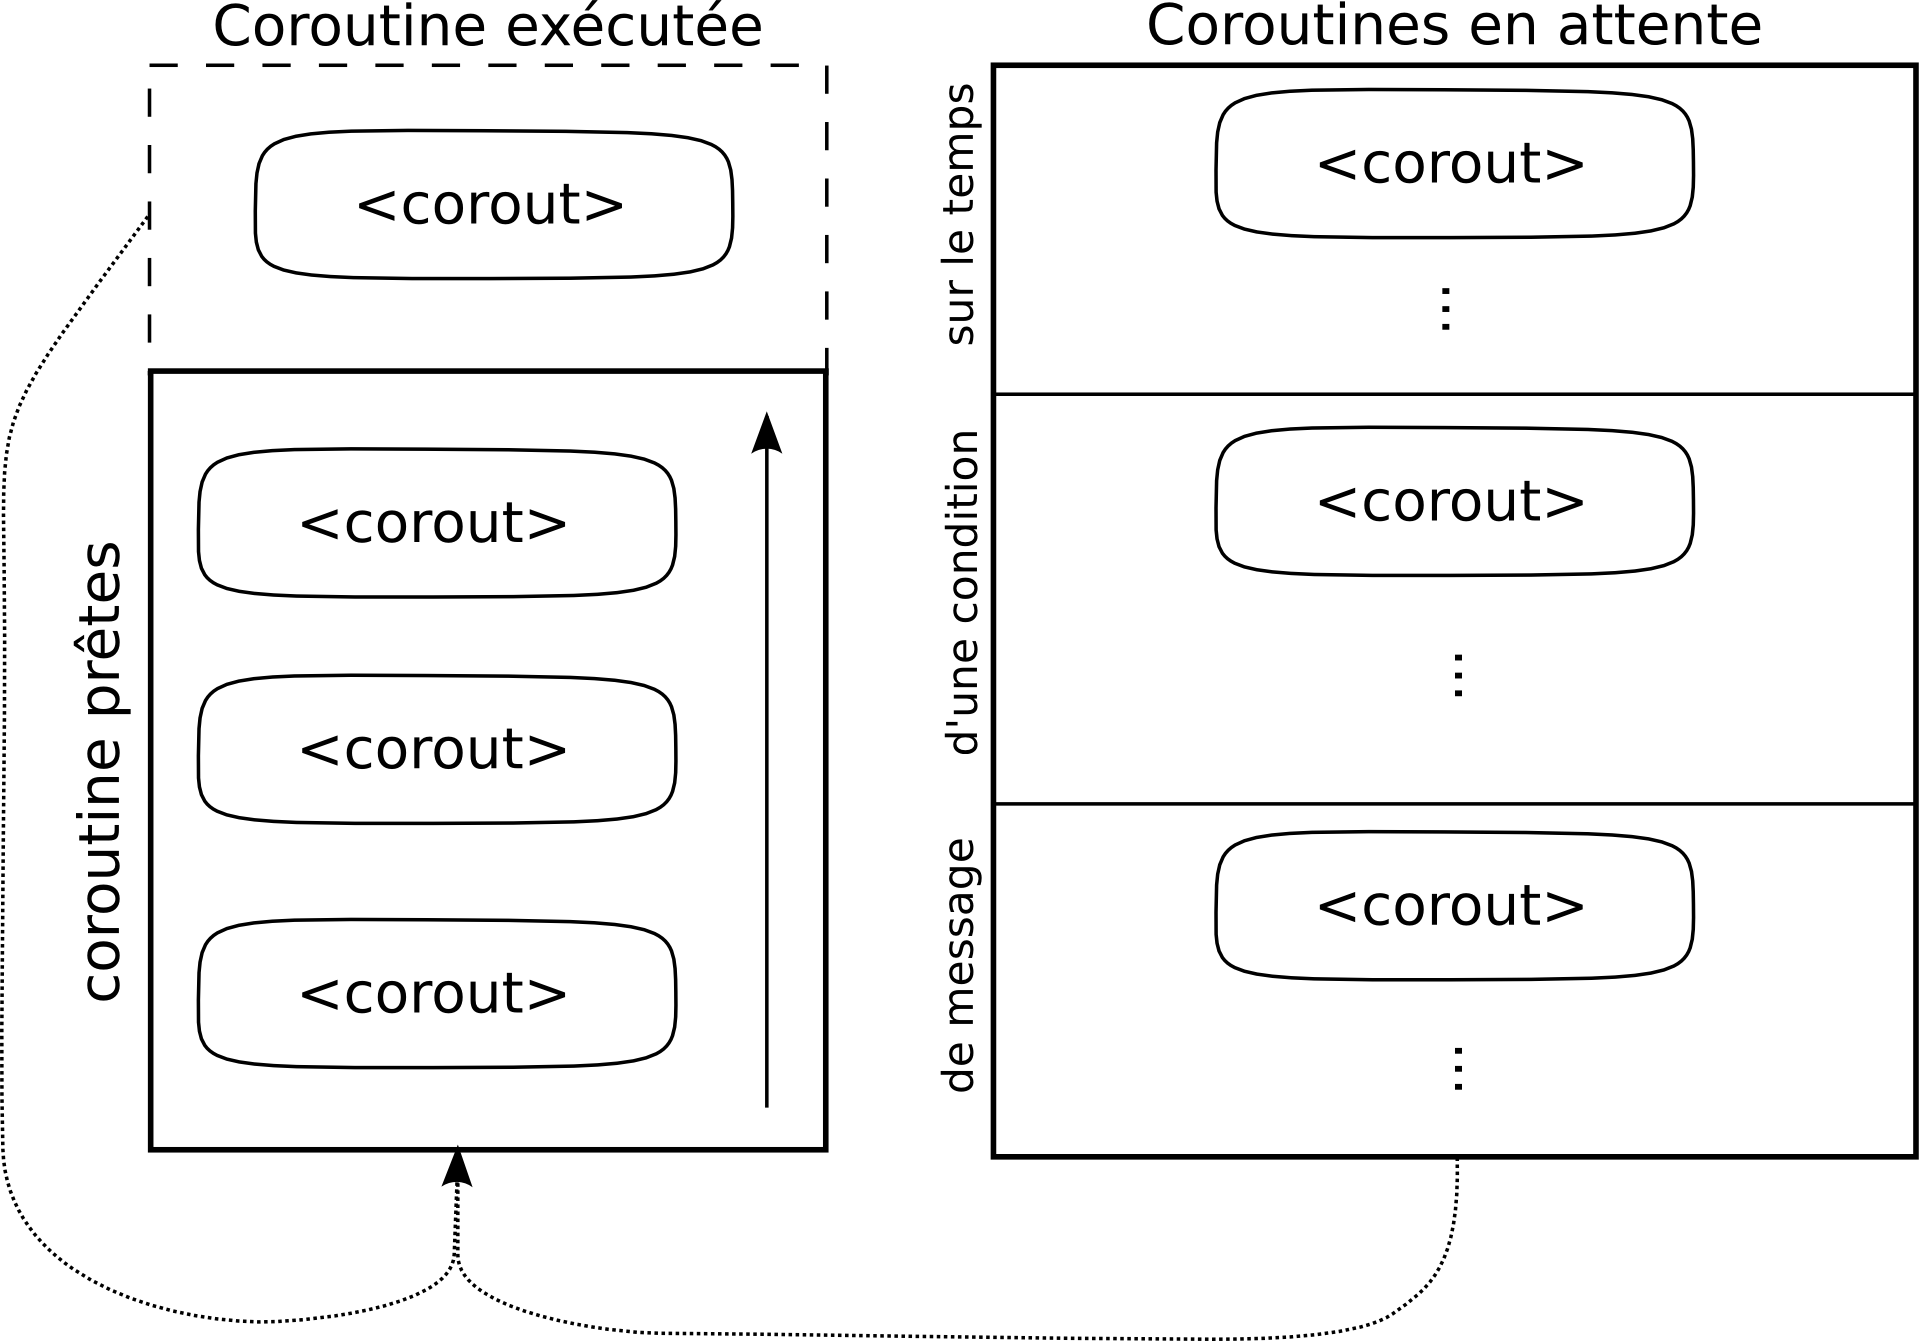 Coroutine exécutée
<corout>
coroutine prêtes
<corout>
<corout>
<corout>
Coroutines en attente
sur le temps
<corout>
...
d'une condition
<corout>
...
de message
<corout>
...